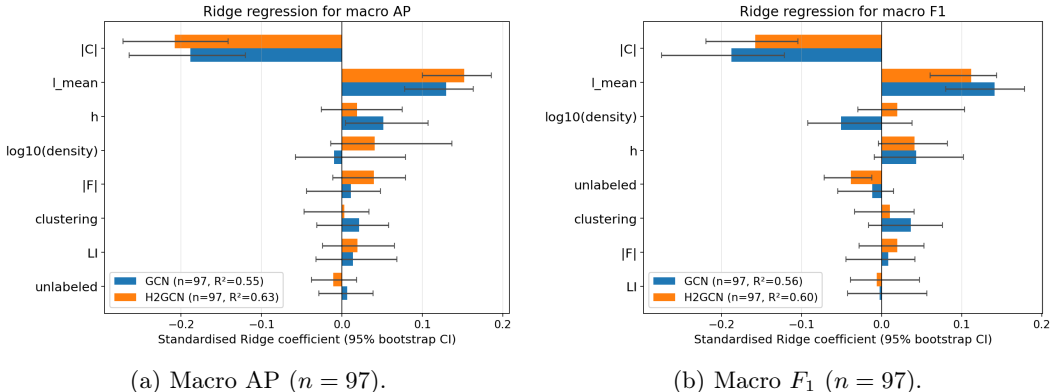 Ridge regression for macro AP
|C|
l_mean
h
log10(density)
|F|
clustering
LI
unlabeled
GCN (n=97, R²=0.55)
H2GCN (n=97, R²=0.63)
−0.2 −0.1 0.0 0.1 0.2
Standardised Ridge coefficient (95% bootstrap CI)
(a) Macro AP (n = 97).
Ridge regression for macro F1
|C|
l_mean
log10(density)
h
unlabeled
clustering
|F|
LI
GCN (n=97, R²=0.56)
H2GCN (n=97, R²=0.60)
−0.2 −0.1 0.0 0.1 0.2
Standardised Ridge coefficient (95% bootstrap CI)
(b) Macro F₁ (n = 97).